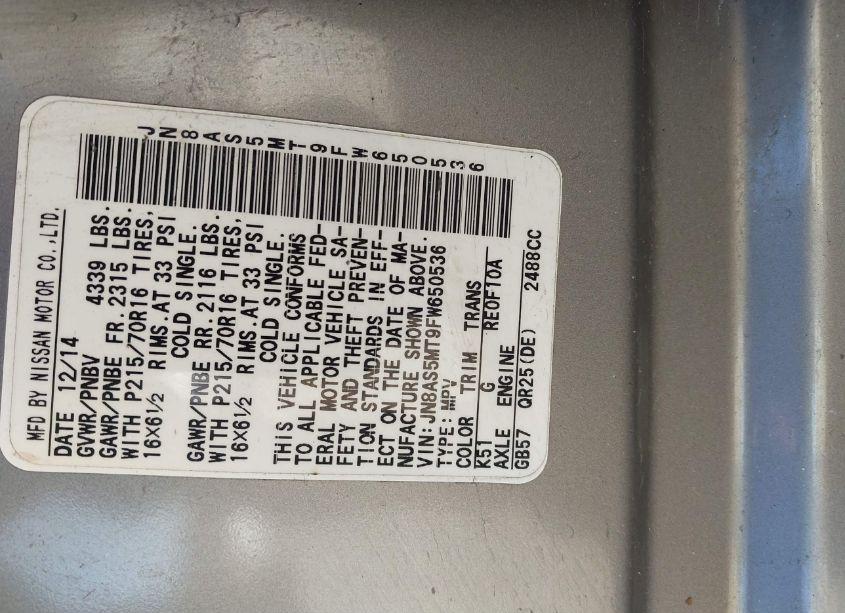 MFD BY NISSAN MOTOR CO.,LTD.
DATE 12/14
GVWR/PNBV 4339 LBS.
GAWR/PNBE FR.2315 LBS.
WITH P215/70R16 TIRES,
16X6½ RIMS.AT 33 PSI
COLD SINGLE.
GAWR/PNBE RR.2116 LBS.
WITH P215/70R16 TIRES,
16X6½ RIMS.AT 33 PSI
COLD SINGLE.
THIS VEHICLE CONFORMS
TO ALL APPLICABLE FED-
ERAL MOTOR VEHICLE SA-
FETY AND THEFT PREVEN-
TION STANDARDS IN EFF-
ECT ON THE DATE OF MA-
NUFACTURE SHOWN ABOVE.
VIN:JN8AS5MT9FW650536
TYPE: MPV
COLOR TRIM TRANS
K51 G RE0F10A
AXLE ENGINE
GB57 QR25(DE) 2488CC
JN8AS5MT9FW650536